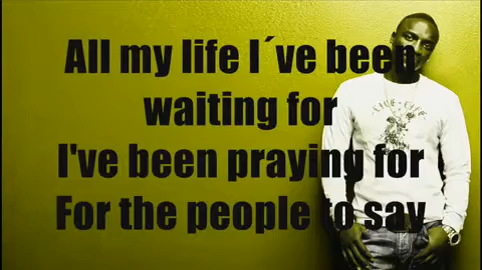 All my life I´ve been
waiting for
I've been praying for
For the people to say